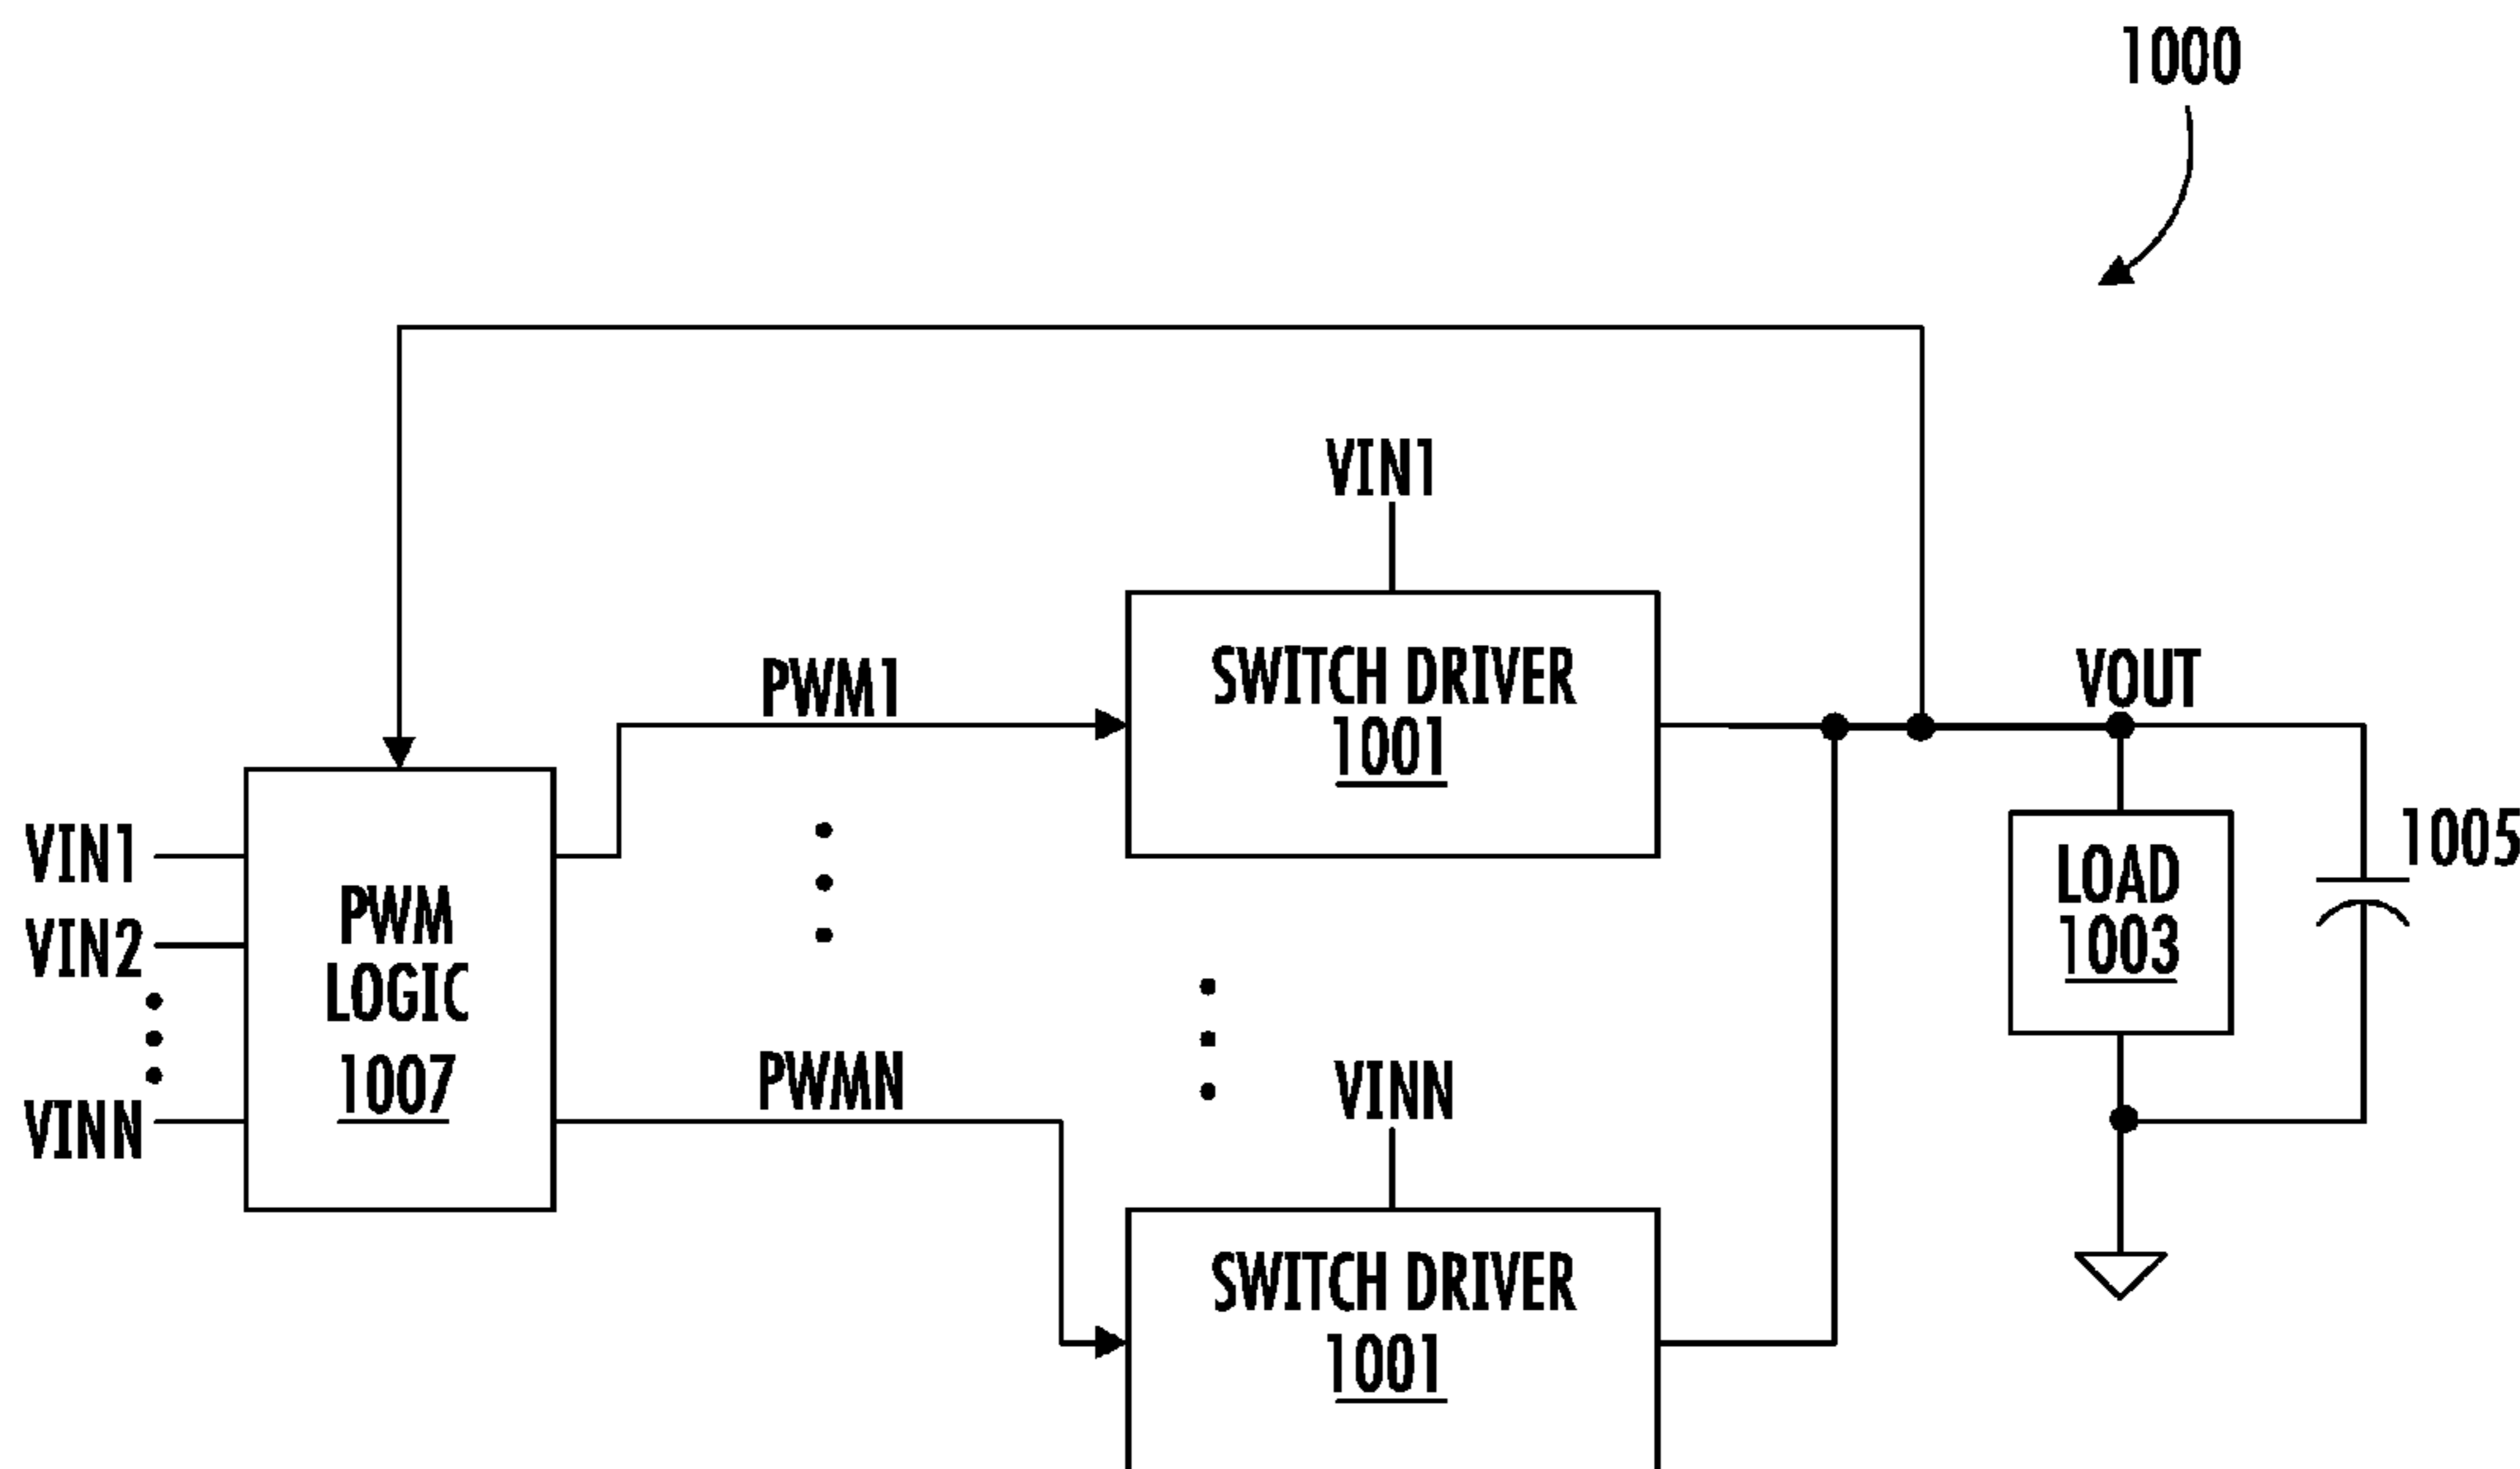 1000
VIN1
SWITCH DRIVER
1001
PWM1
VOUT
LOAD
1003
1005
VIN1
VIN2
VINN
PWM
LOGIC
1007
PWMN
VINN
SWITCH DRIVER
1001